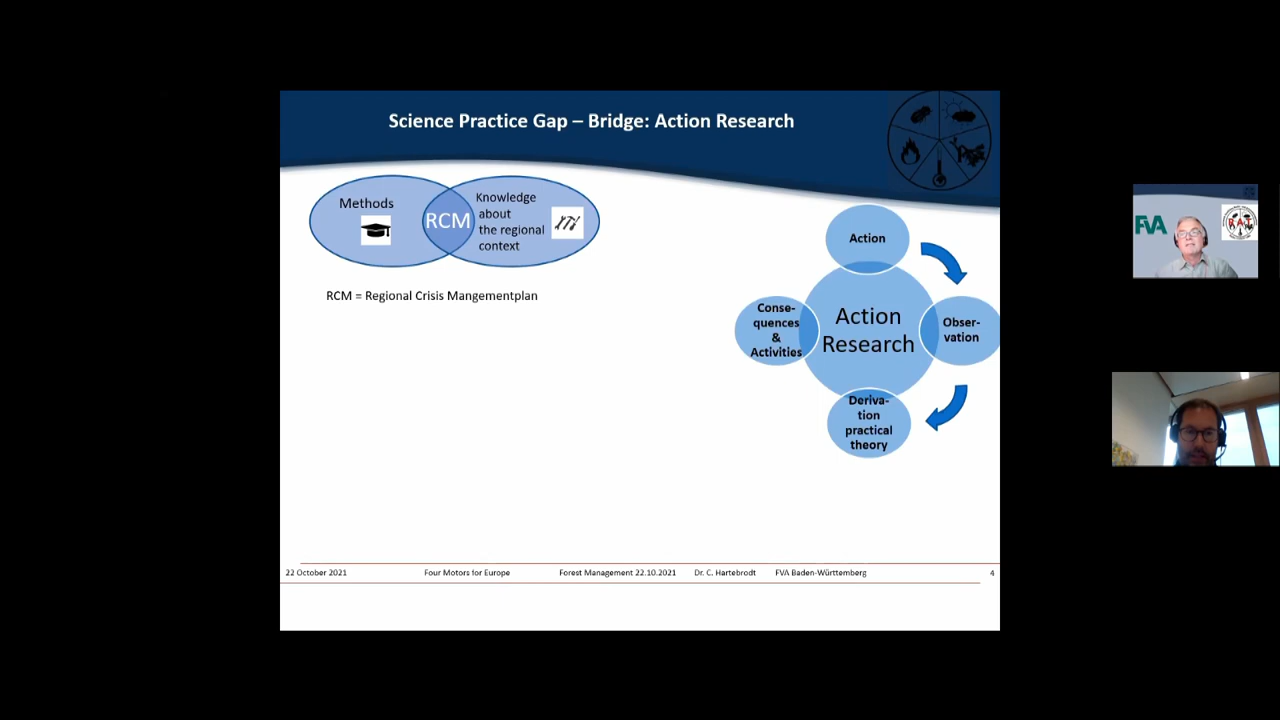 Science Practice Gap – Bridge: Action Research
Methods
RCM
Knowledge
about
the regional
context
RCM = Regional Crisis Mangementplan
Action
Conse-
quences
&
Activities
Action
Research
Obser-
vation
Deriva-
tion
practical
theory
22 October 2021
Four Motors for Europe
Forest Management 22.10.2021
Dr. C. Hartebrodt
FVA Baden-Württemberg
4
FVA